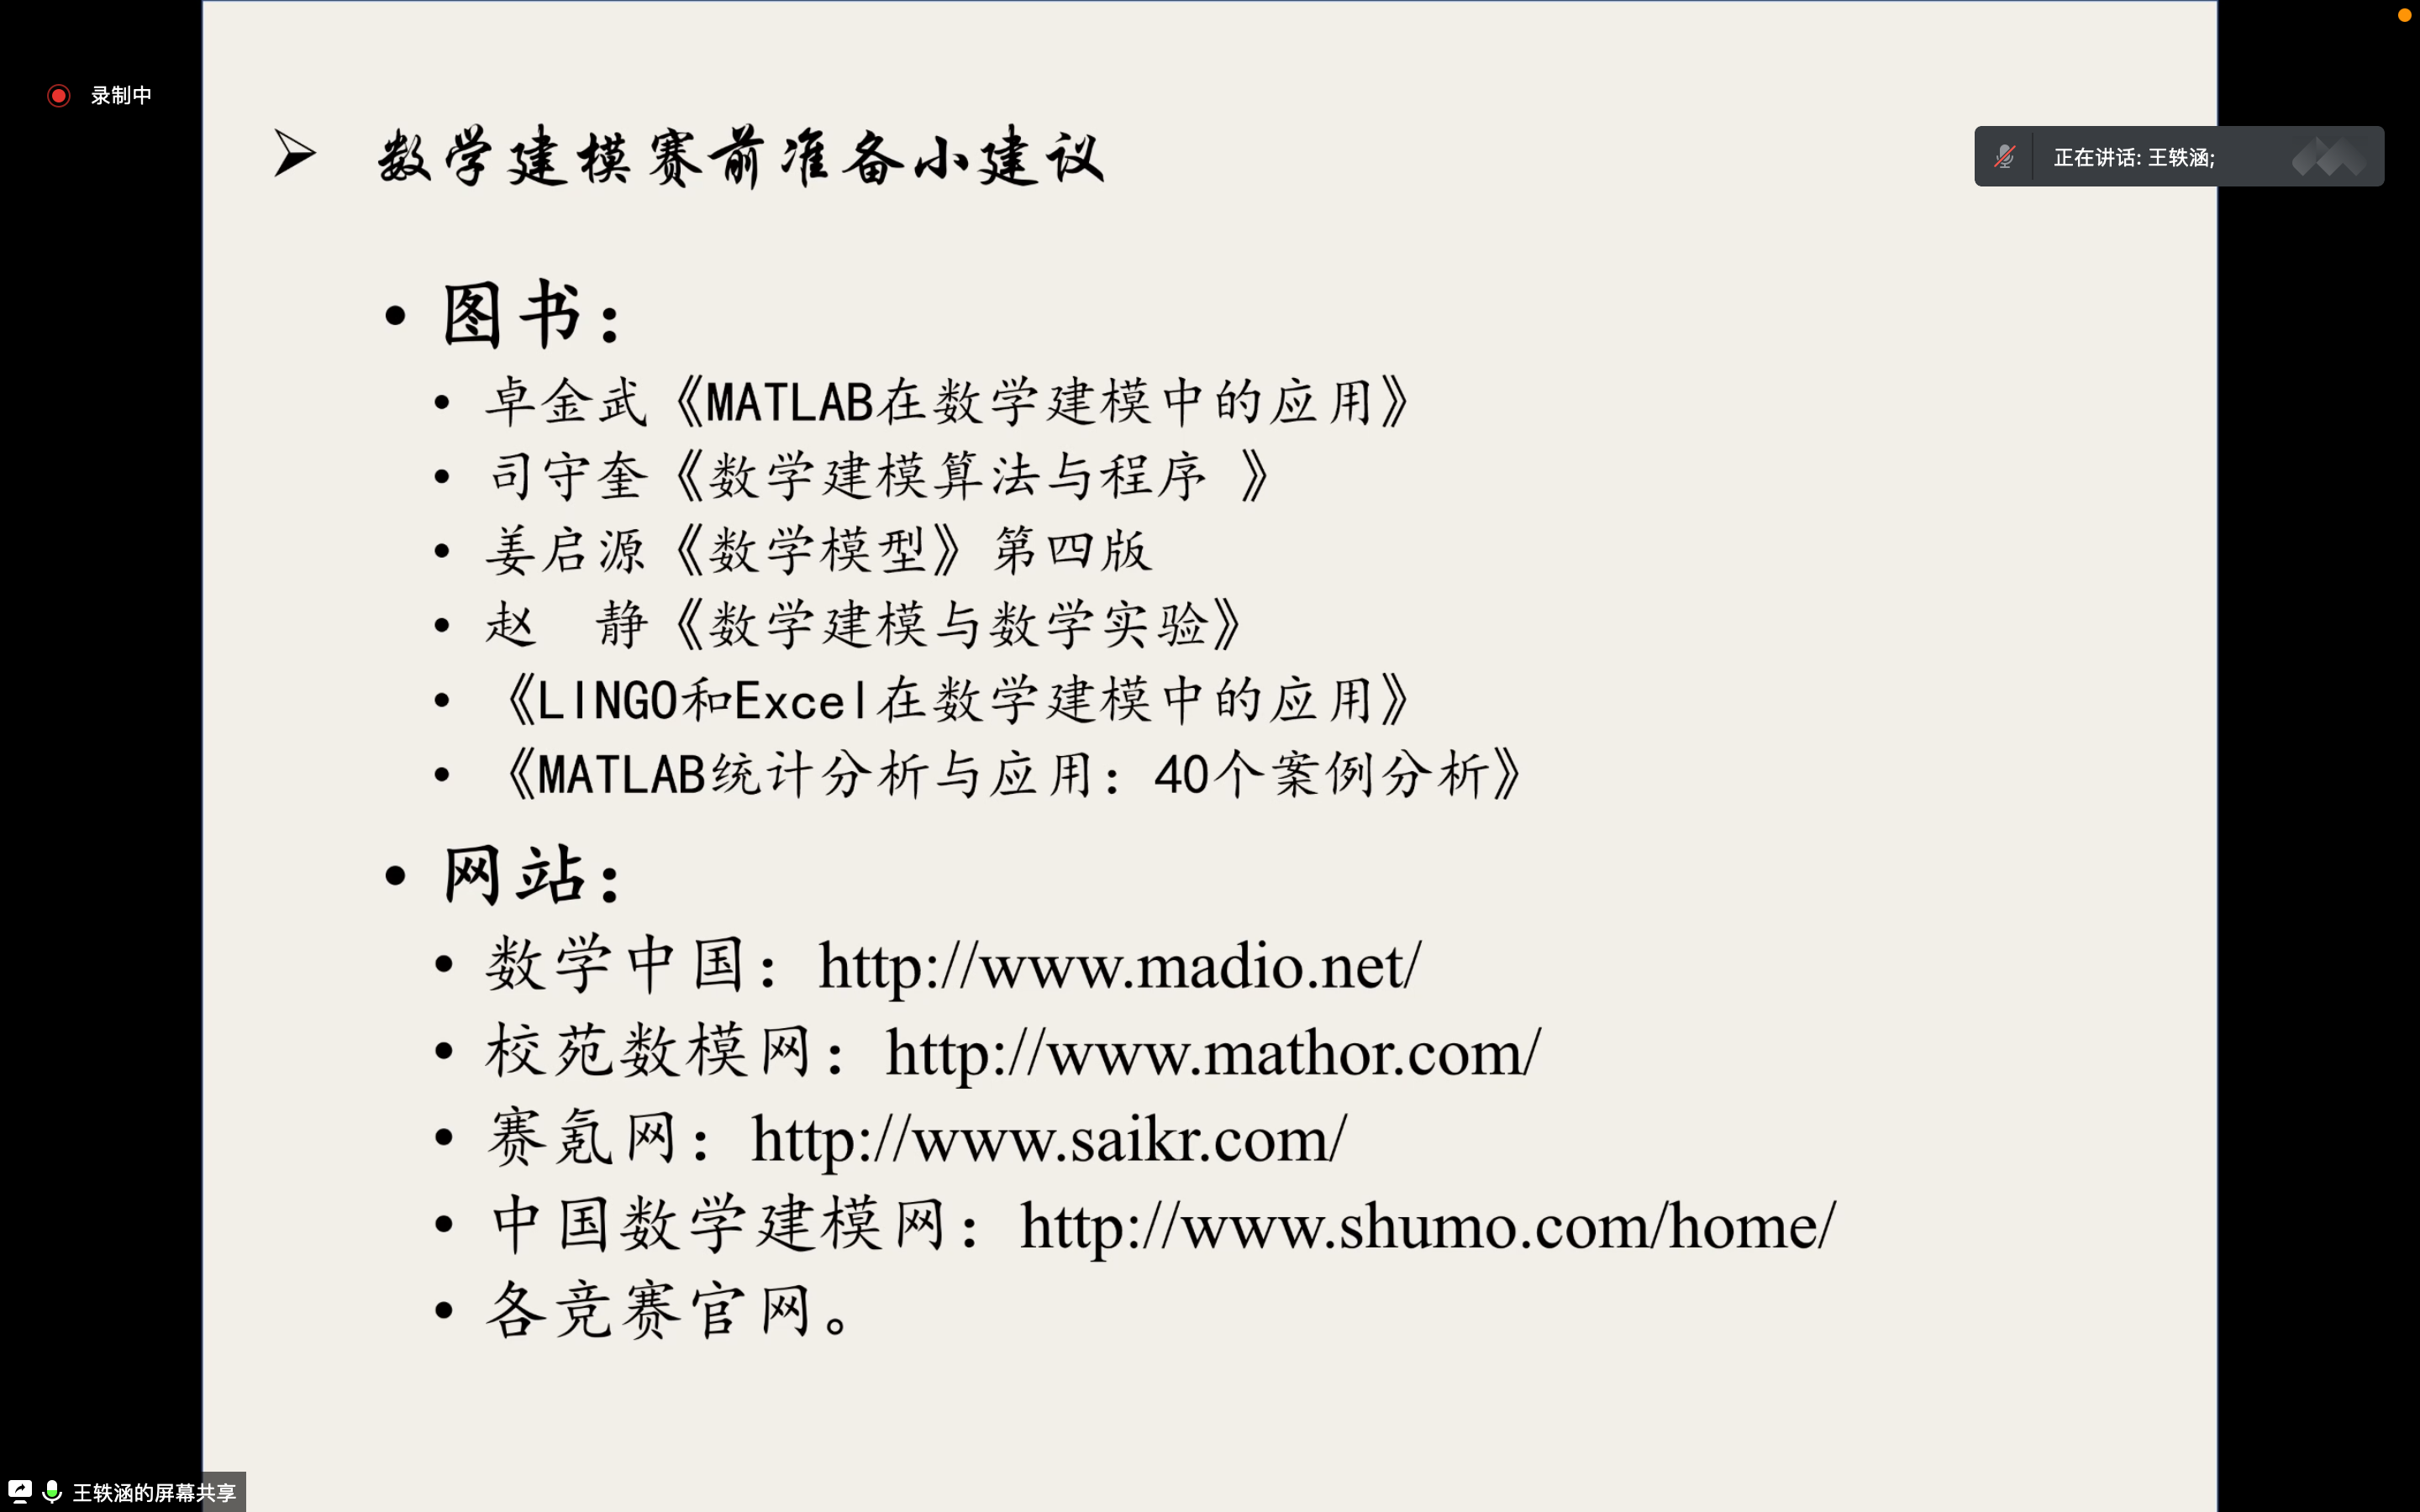 录制中
数学建模赛前准备小建议
正在讲话: 王轶涵;
• 图书：
• 卓金武《MATLAB在数学建模中的应用》
• 司守奎《数学建模算法与程序 》
• 姜启源《数学模型》第四版
• 赵 静《数学建模与数学实验》
• 《LINGO和Excel在数学建模中的应用》
• 《MATLAB统计分析与应用：40个案例分析》
• 网站：
• 数学中国：http://www.madio.net/
• 校苑数模网：http://www.mathor.com/
• 赛氪网：http://www.saikr.com/
• 中国数学建模网：http://www.shumo.com/home/
• 各竞赛官网。
王轶涵的屏幕共享